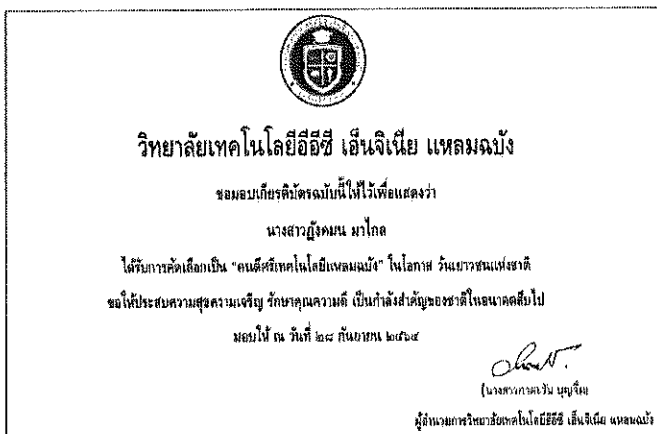 วิทยาลัยเทคโนโลยีอีอีซี เอ็นจิเนีย แหลมฉบัง
ขอมอบเกียรติบัตรฉบับนี้ให้ไว้เพื่อแสดงว่า
นางสาวภูังคมน มาไกล
ได้รับการคัดเลือกเป็น "คนดีศรีเทคโนโลยีแหลมฉบัง" ในโอกาส วันเยาวชนแห่งชาติ
ขอให้ประสบความสุขความเจริญ รักษาคุณความดี เป็นกำลังสำคัญของชาติในอนาคตสืบไป
มอบให้ ณ วันที่ ๒๘ กันยายน ๒๕๖๔
ผู้อำนวยการวิทยาลัยเทคโนโลยีอีอีซี เอ็นจิเนีย แหลมฉบัง